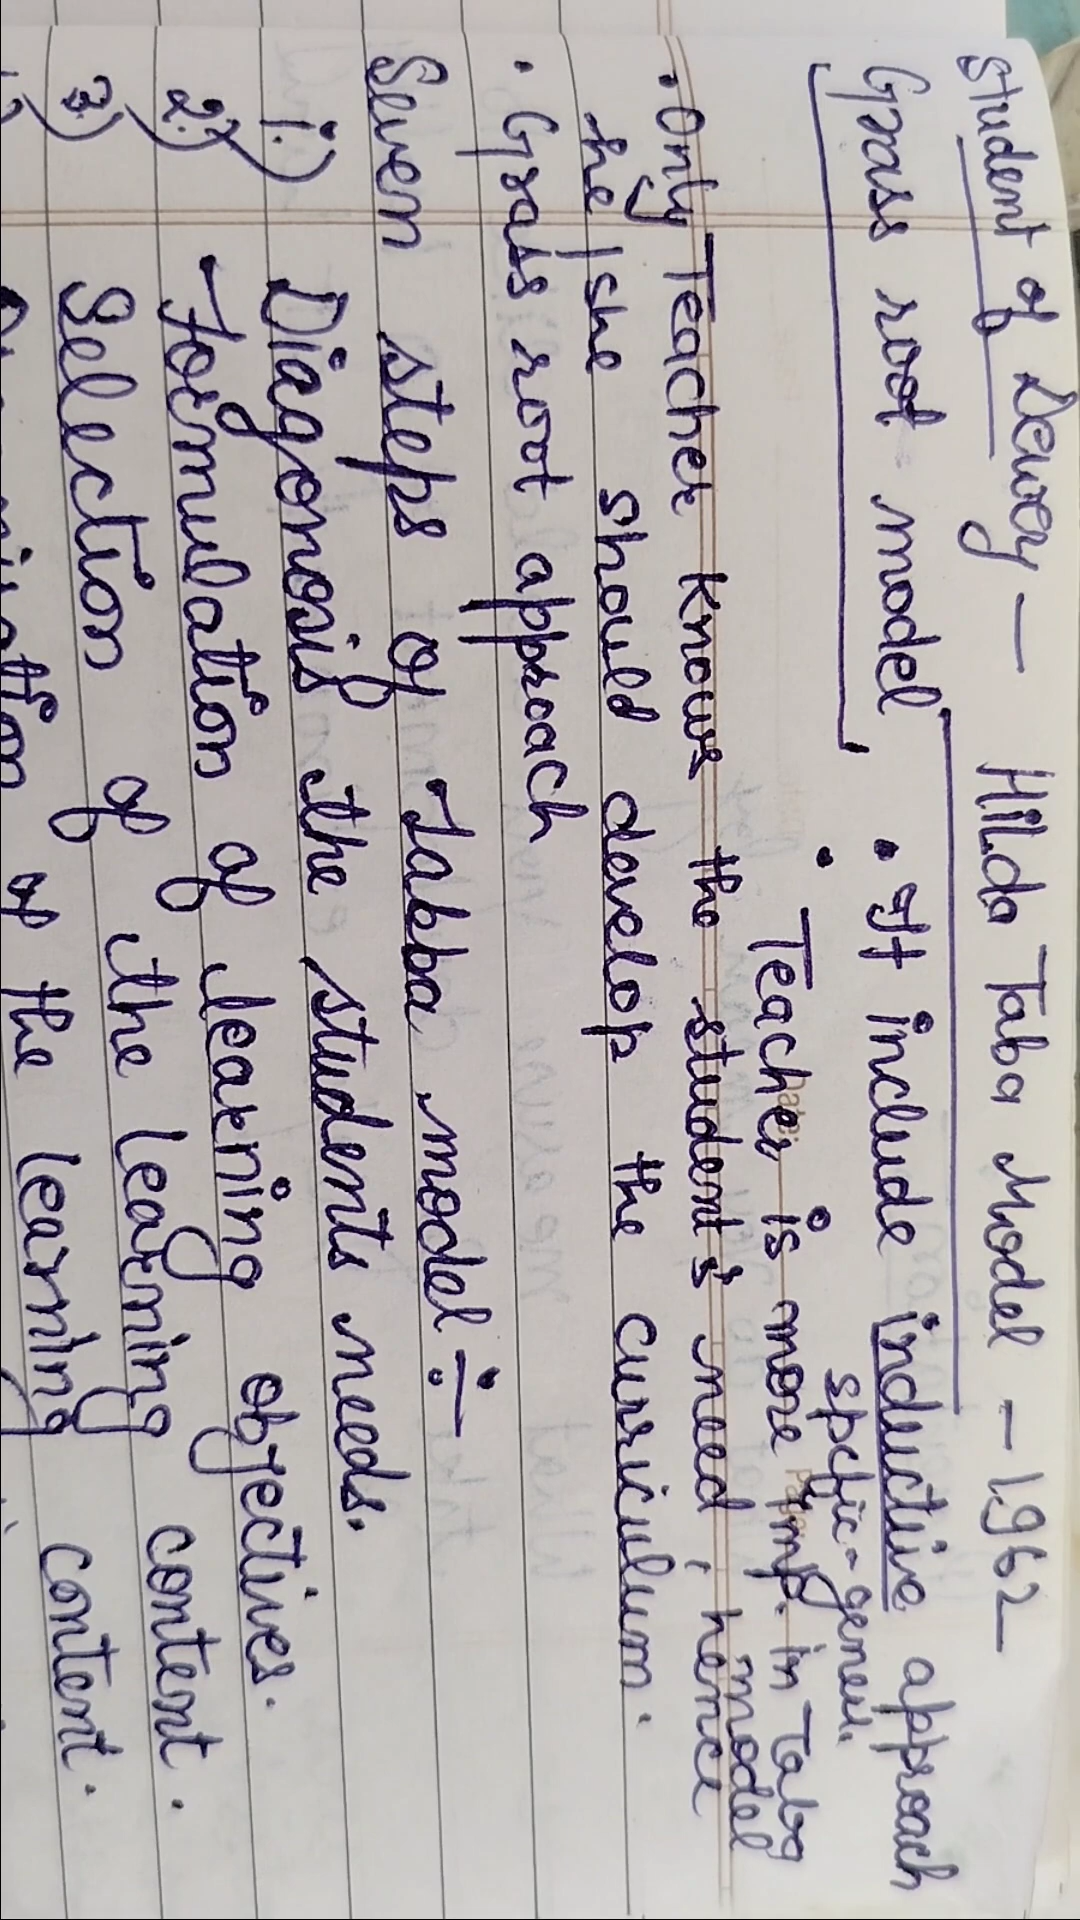 Student of Dewey — Hilda Taba Model - 1962
Grass root model, • It include inductive approach
specfic - general.
• Teacher is more imp. in Taba model
• Only Teacher knows the student's need, hence
he/she should develop the curriculum.
• Grass root approach
Seven steps of Tabba model :-
1.) Diagonosis the students needs.
2.) Formulation of learning objectives.
3.) Selection of the learning content.
of the learning content.